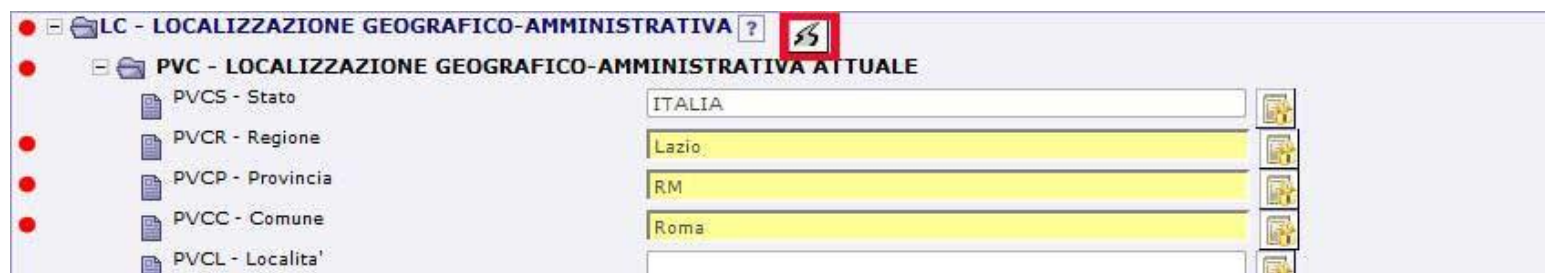 LC - LOCALIZZAZIONE GEOGRAFICO-AMMINISTRATIVA ?
PVC - LOCALIZZAZIONE GEOGRAFICO-AMMINISTRATIVA ATTUALE
PVCS - Stato ITALIA
PVCR - Regione Lazio
PVCP - Provincia RM
PVCC - Comune Roma
PVCL - Localita'